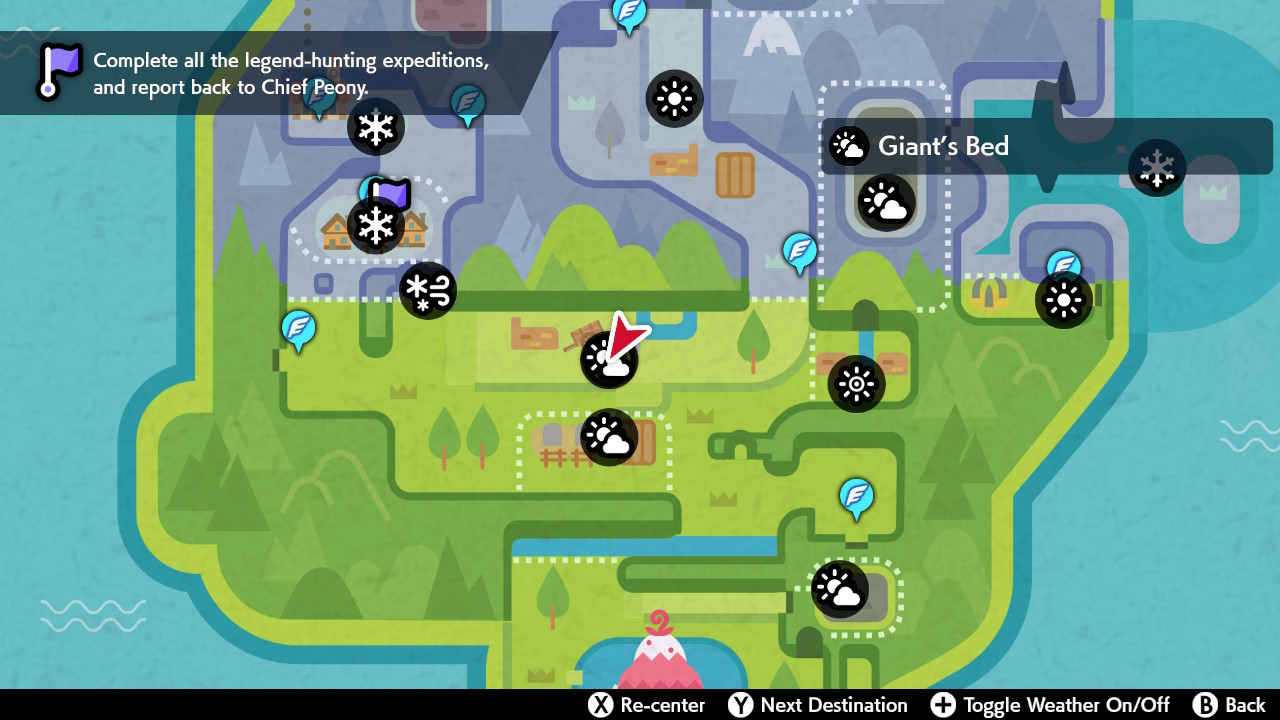 Complete all the legend-hunting expeditions,
and report back to Chief Peony.
Giant's Bed
X Re-center Y Next Destination + Toggle Weather On/Off B Back